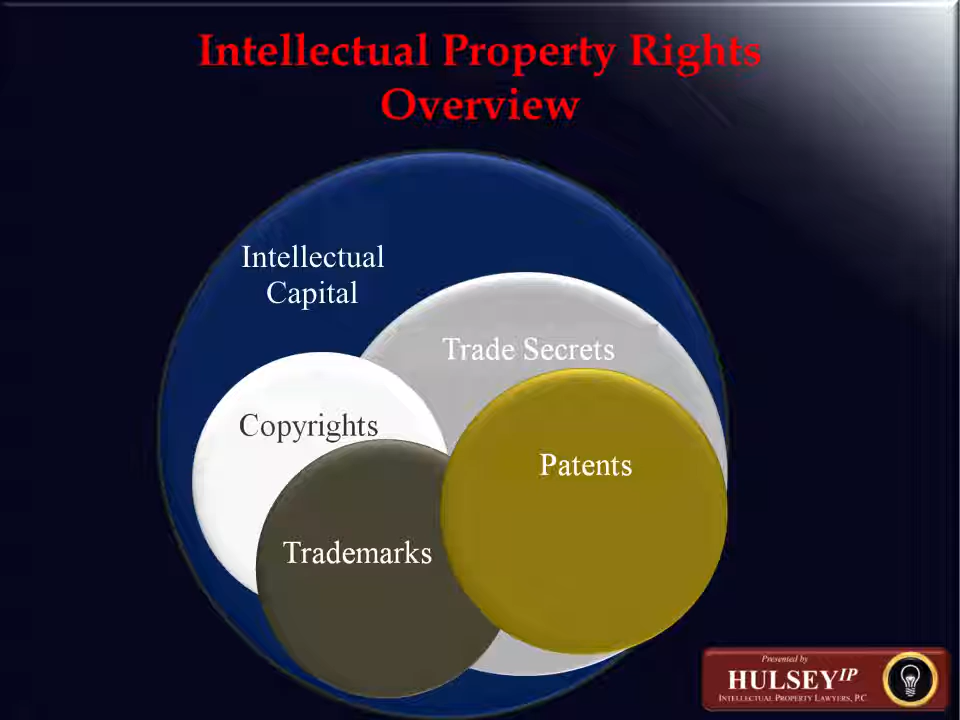 Intellectual Property Rights
Overview
Intellectual
Capital
Trade Secrets
Copyrights
Patents
Trademarks
Presented by
HULSEY IP
INTELLECTUAL PROPERTY LAWYERS, P.C.